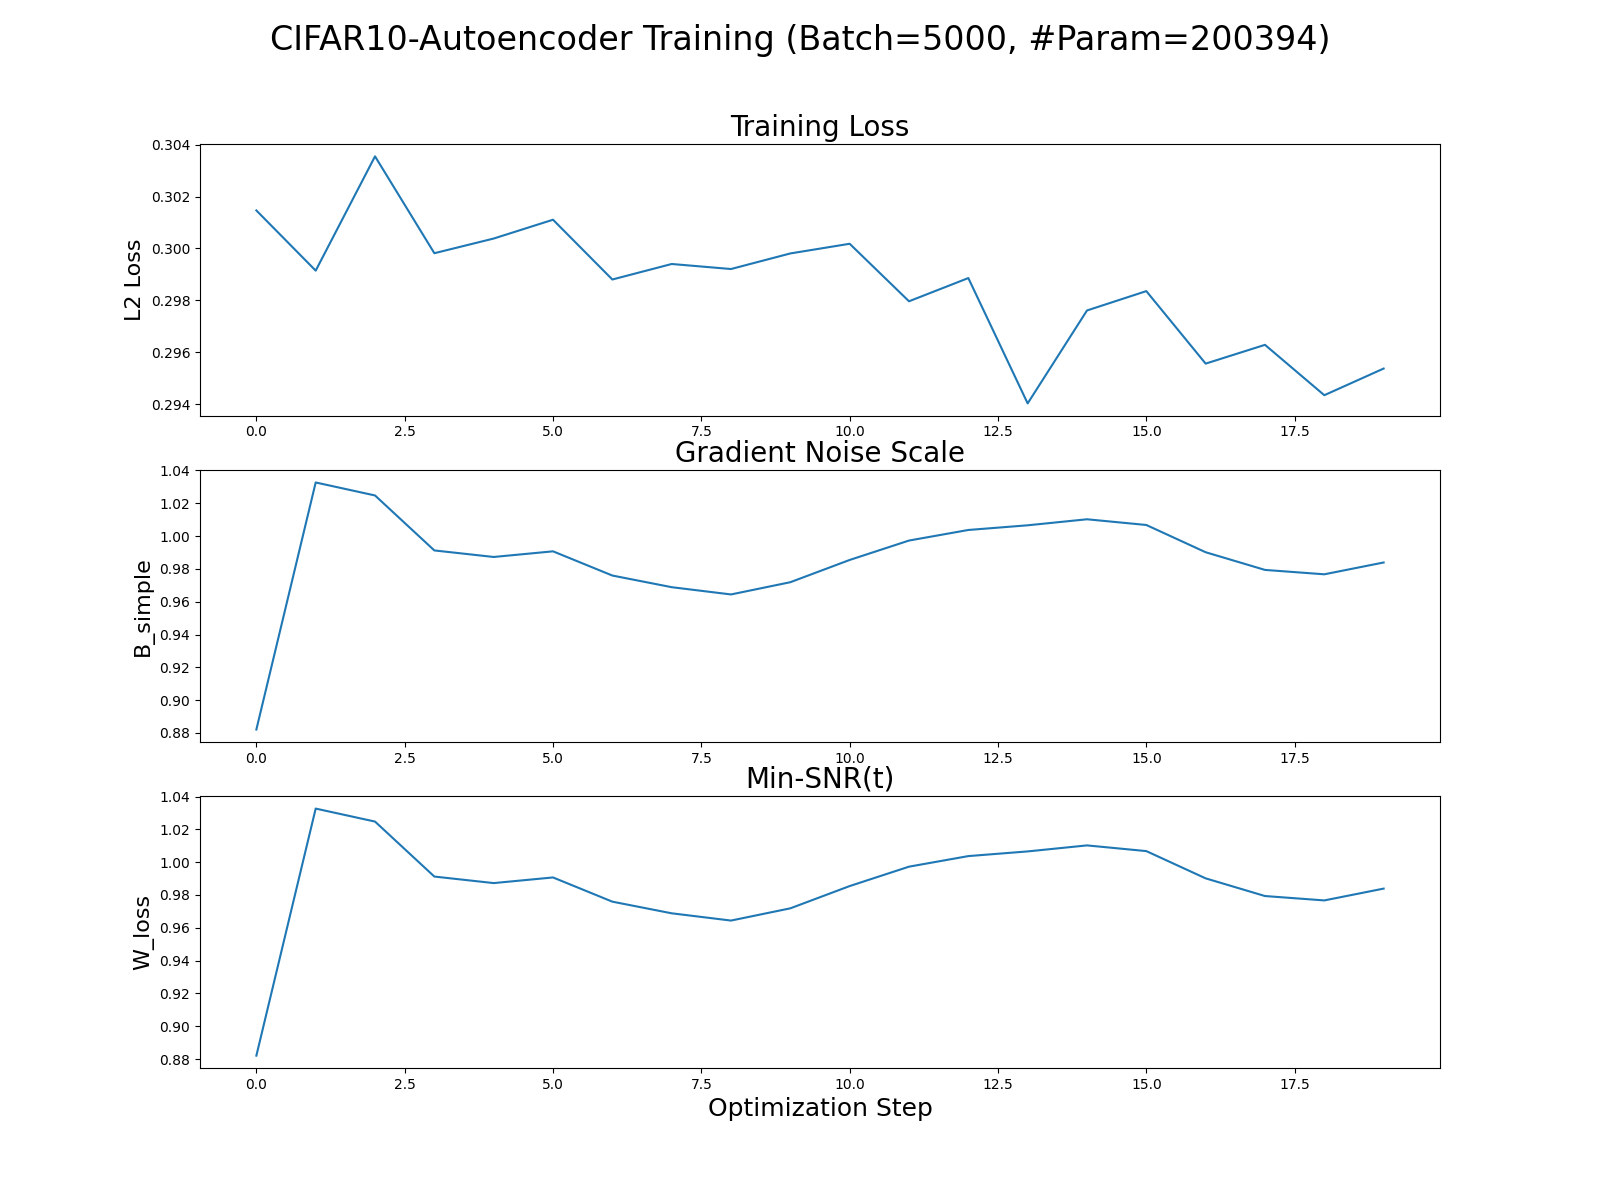 CIFAR10-Autoencoder Training (Batch=5000, #Param=200394)
Training Loss
0.304
0.302
0.300
0.298
0.296
0.294
L2 Loss
0.0 2.5 5.0 7.5 10.0 12.5 15.0 17.5
Gradient Noise Scale
1.04
1.02
1.00
0.98
0.96
0.94
0.92
0.90
0.88
B_simple
0.0 2.5 5.0 7.5 10.0 12.5 15.0 17.5
Min-SNR(t)
1.04
1.02
1.00
0.98
0.96
0.94
0.92
0.90
0.88
W_loss
0.0 2.5 5.0 7.5 10.0 12.5 15.0 17.5
Optimization Step